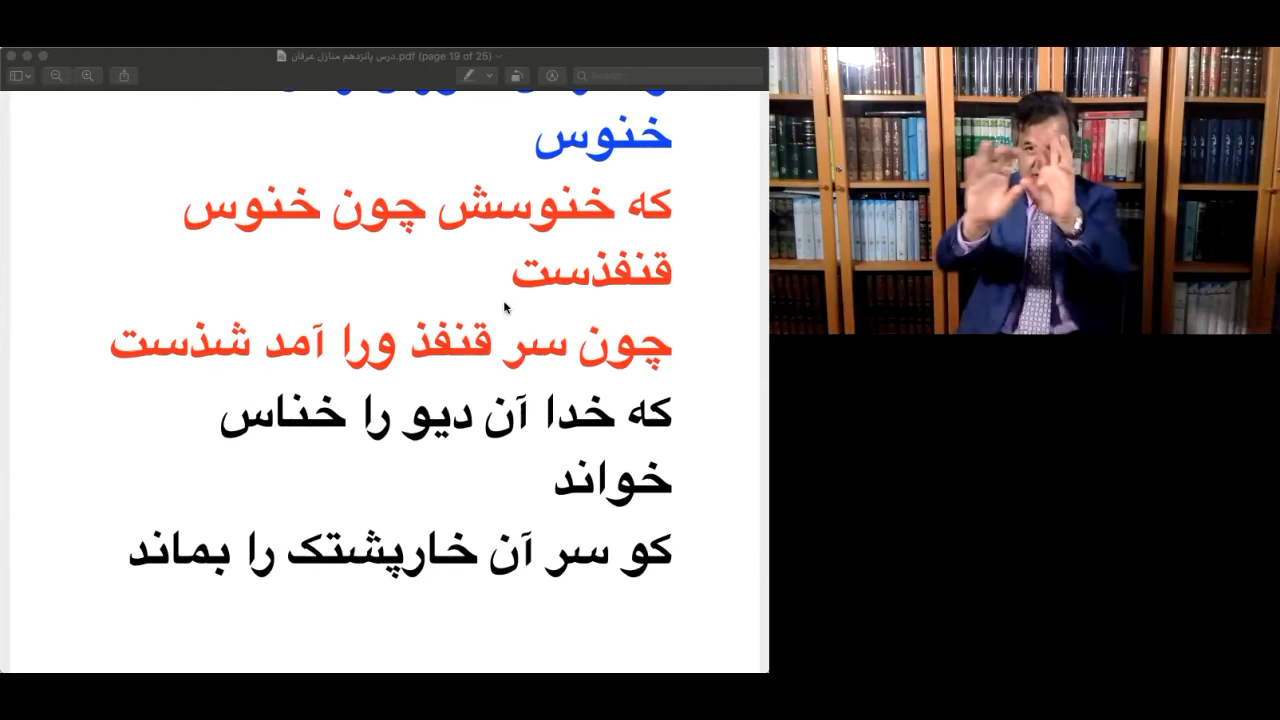 درس پانزدهم منازل عرفان.pdf (page 19 of 25)
Search
خنوس
که خنوسش چون خنوس
قنفذست
چون سر قنفذ ورا آمد شذست
که خدا آن دیو را خناس
خواند
کو سر آن خارپشتک را بماند